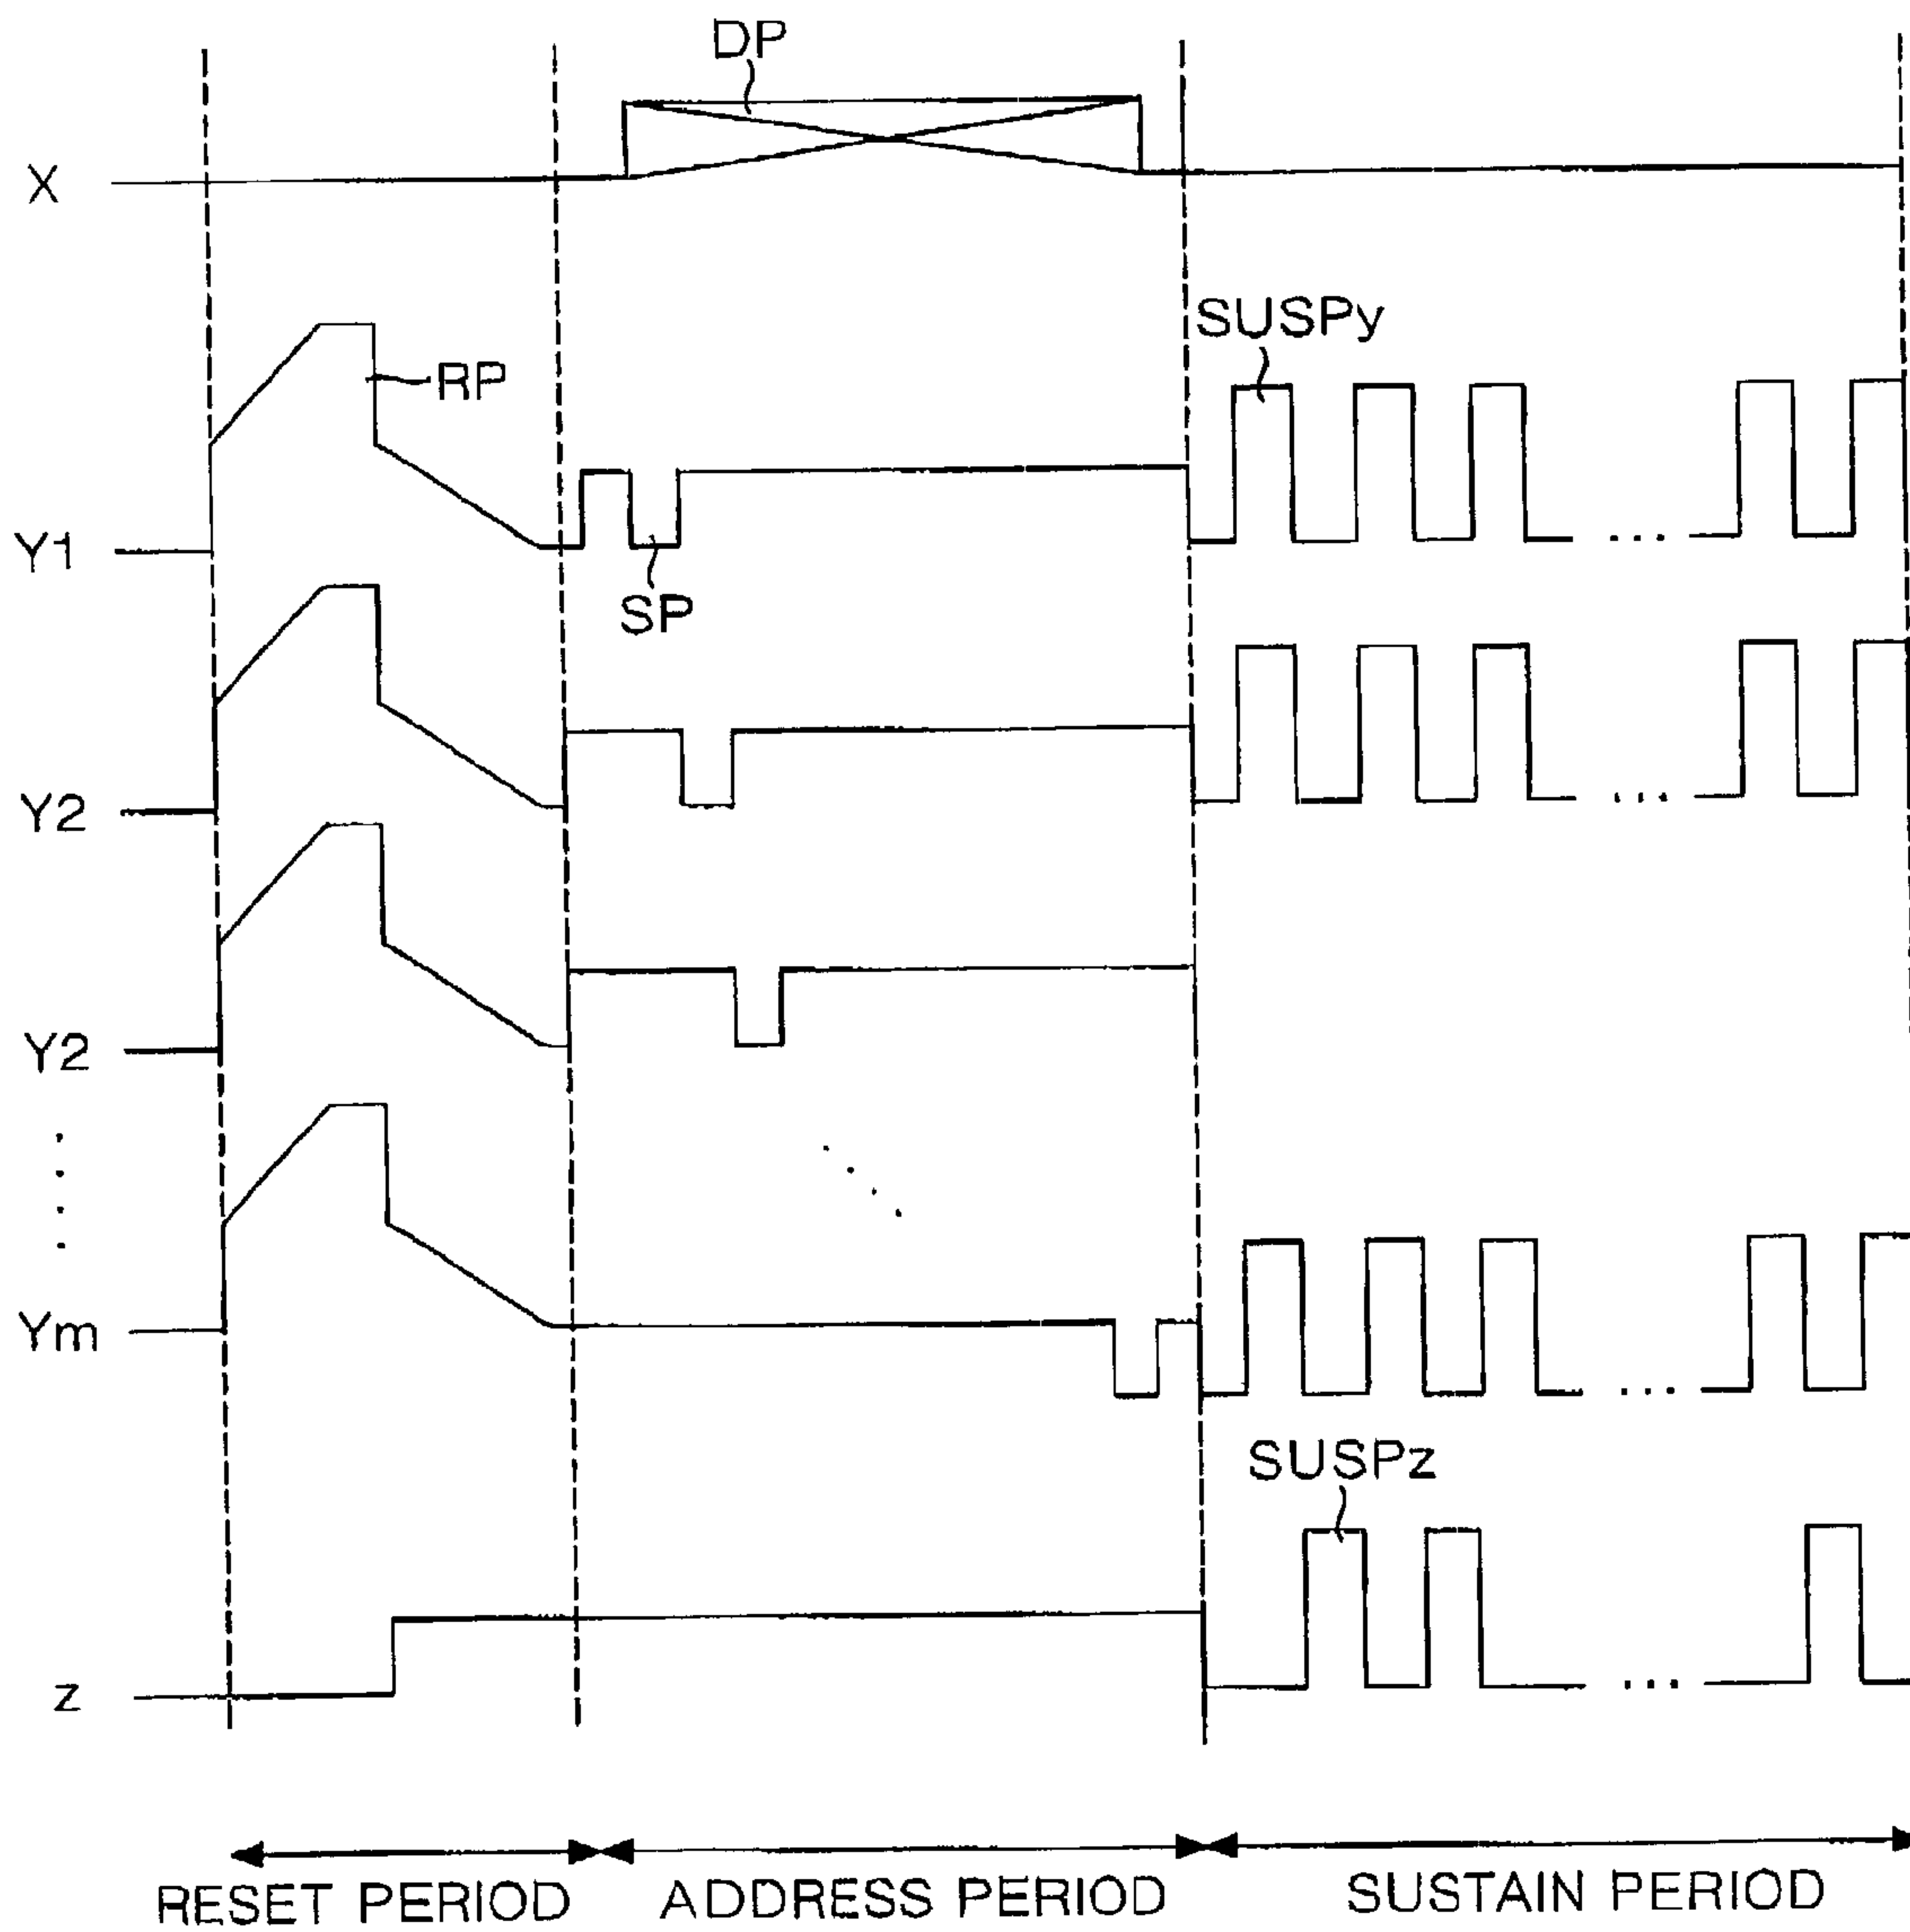 DP
X
SUSPy
RP
Y1
SP
Y2
Y2
Ym
SUSPz
z
RESET PERIOD
ADDRESS PERIOD
SUSTAIN PERIOD